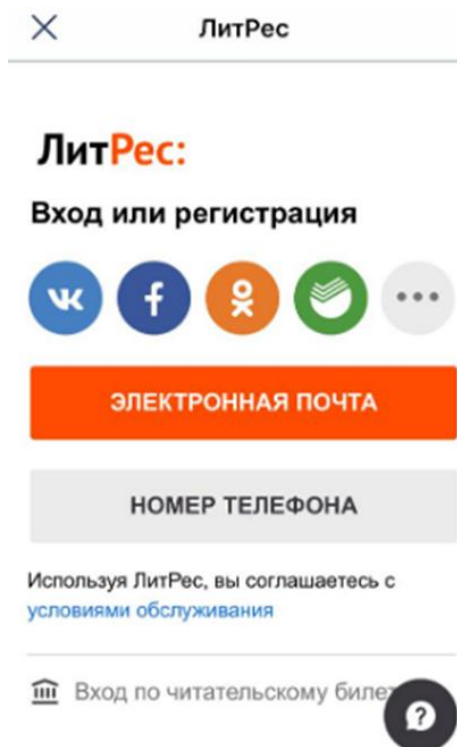 ЛитРес
ЛитРес:
Вход или регистрация
ЭЛЕКТРОННАЯ ПОЧТА
НОМЕР ТЕЛЕФОНА
Используя ЛитРес, вы соглашаетесь с
условиями обслуживания
Вход по читательскому